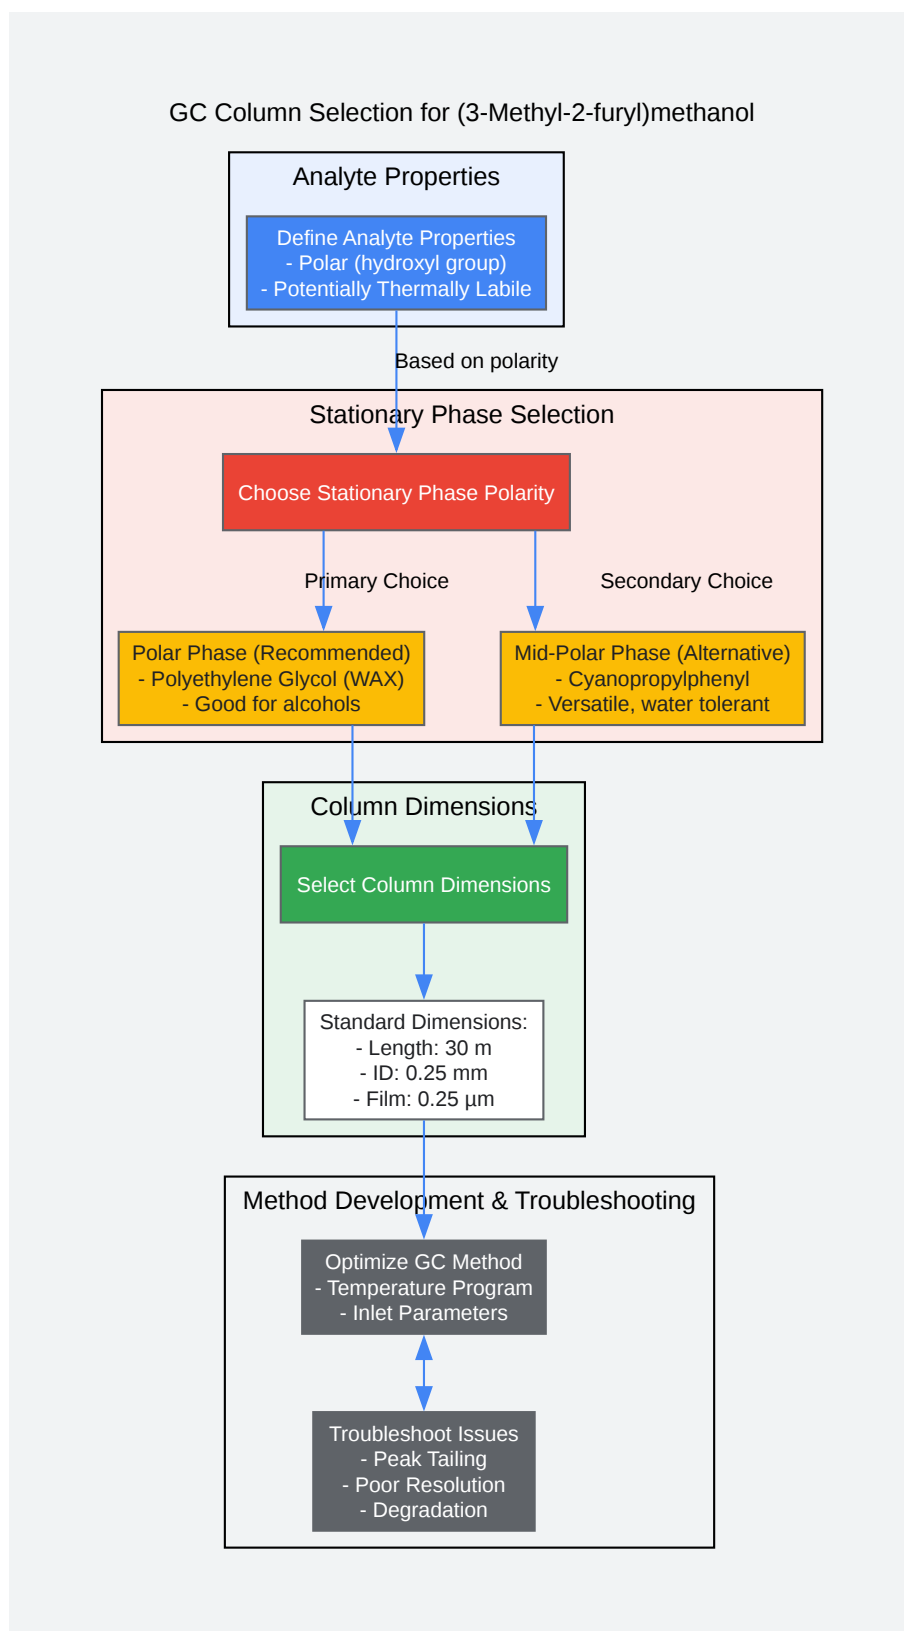 GC Column Selection for (3-Methyl-2-furyl)methanol
Analyte Properties
Define Analyte Properties
- Polar (hydroxyl group)
- Potentially Thermally Labile
Based on polarity
Stationary Phase Selection
Choose Stationary Phase Polarity
Primary Choice
Secondary Choice
Polar Phase (Recommended)
- Polyethylene Glycol (WAX)
- Good for alcohols
Mid-Polar Phase (Alternative)
- Cyanopropylphenyl
- Versatile, water tolerant
Column Dimensions
Select Column Dimensions
Standard Dimensions:
- Length: 30 m
- ID: 0.25 mm
- Film: 0.25 µm
Method Development & Troubleshooting
Optimize GC Method
- Temperature Program
- Inlet Parameters
Troubleshoot Issues
- Peak Tailing
- Poor Resolution
- Degradation